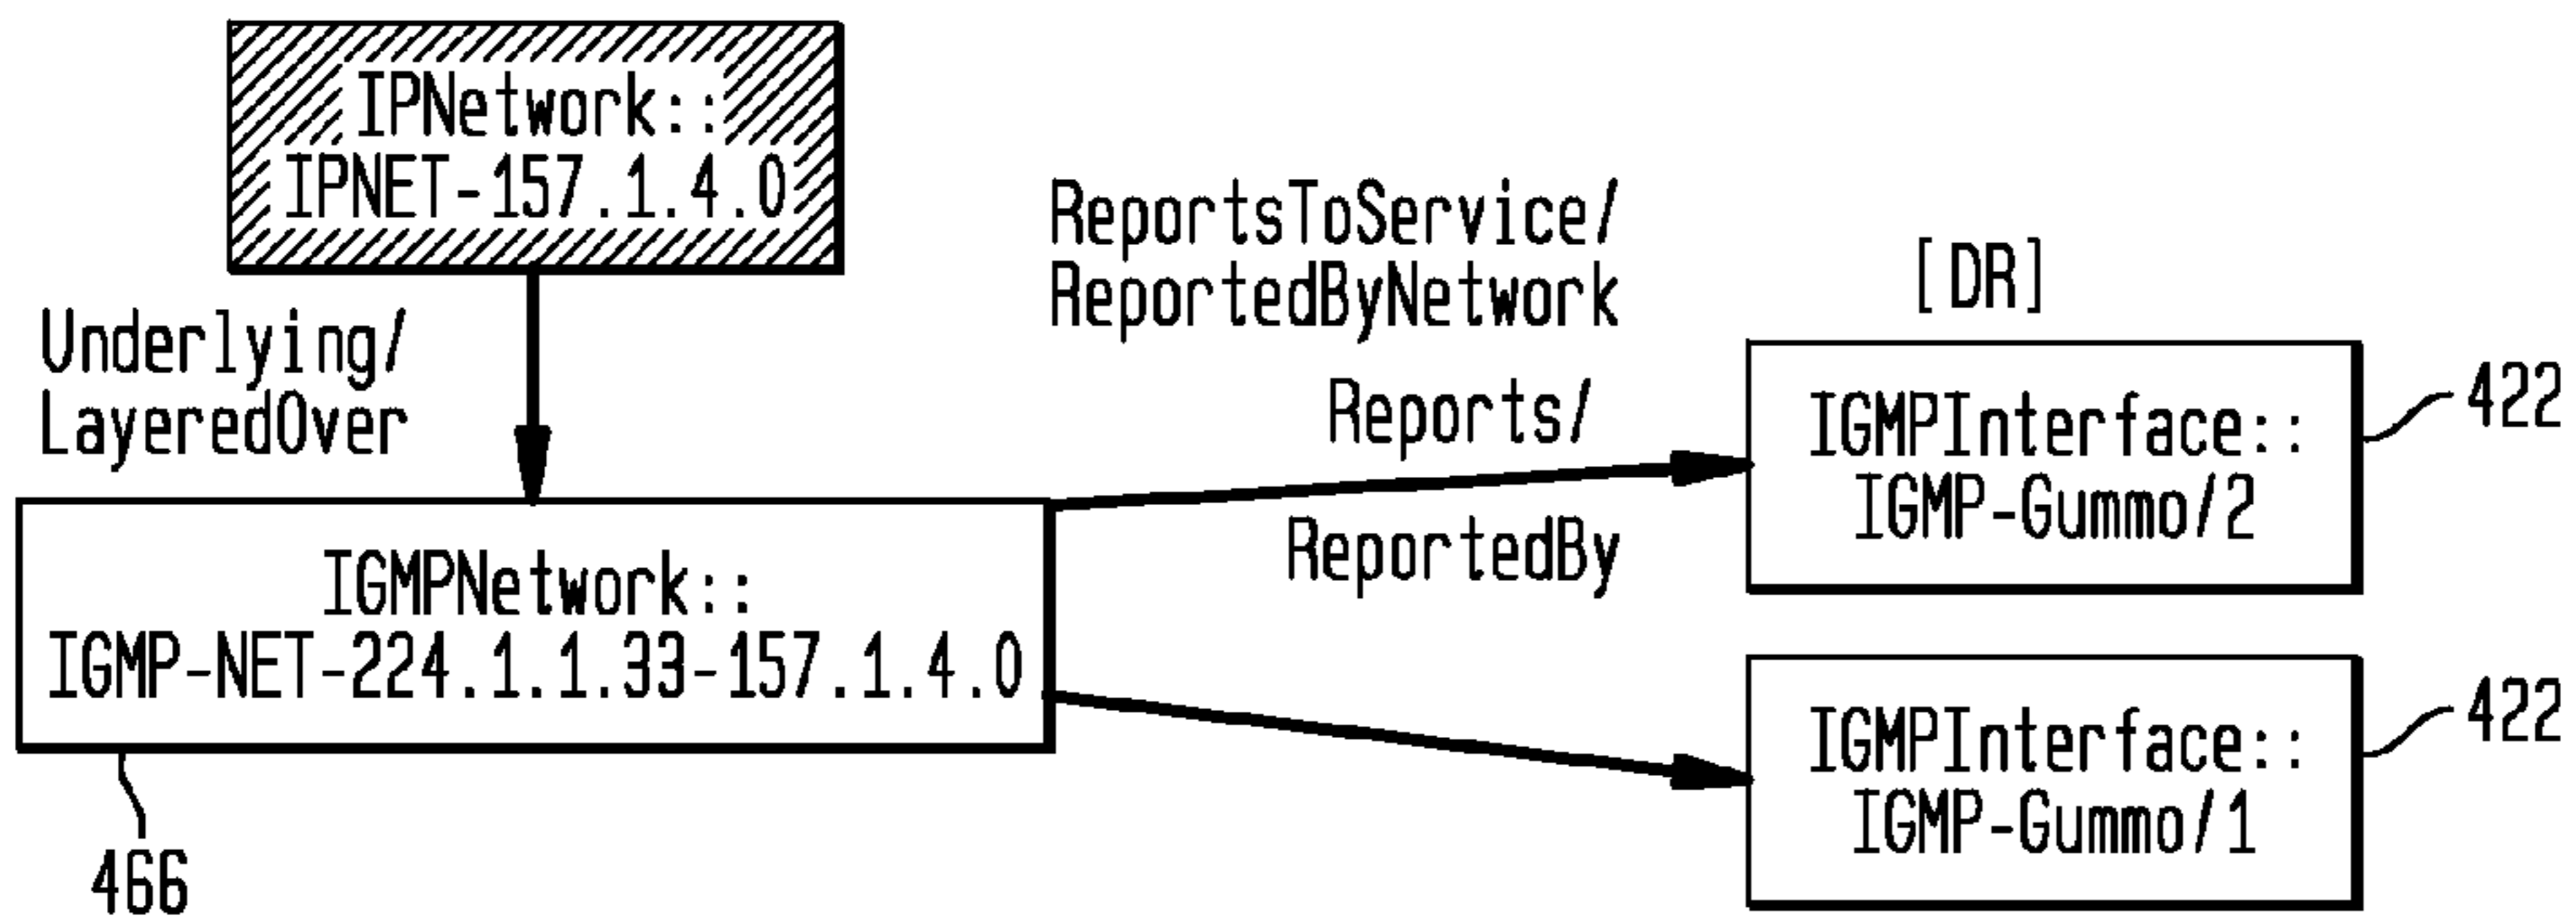 IPNetwork::
IPNET-157.1.4.0
Underlying/
LayeredOver
ReportsToService/
ReportedByNetwork
[DR]
Reports/
ReportedBy
IGMPInterface::
IGMP-Gummo/2
422
IGMPNetwork::
IGMP-NET-224.1.1.33-157.1.4.0
466
IGMPInterface::
IGMP-Gummo/1
422